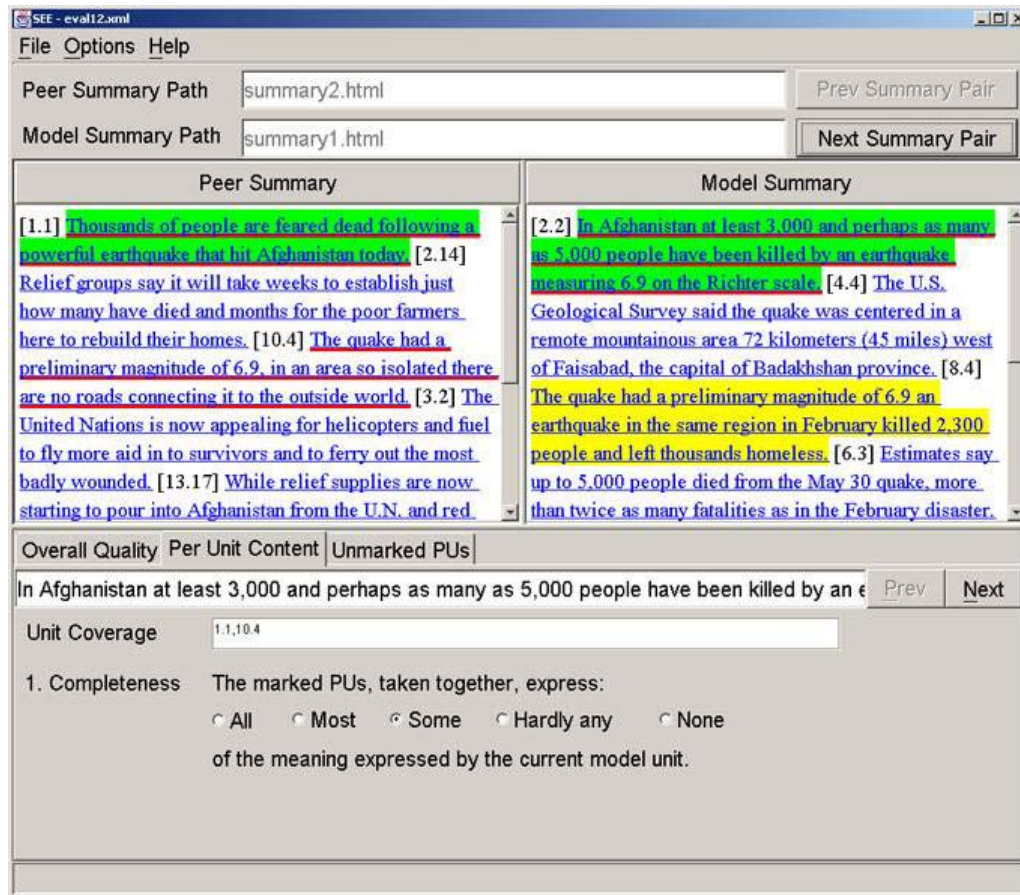 SEE - eval12.xml
File Options Help
Peer Summary Path summary2.html Prev Summary Pair
Model Summary Path summary1.html Next Summary Pair
Peer Summary
[1.1] Thousands of people are feared dead following a
powerful earthquake that hit Afghanistan today. [2.14]
Relief groups say it will take weeks to establish just
how many have died and months for the poor farmers
here to rebuild their homes. [10.4] The quake had a
preliminary magnitude of 6.9, in an area so isolated there
are no roads connecting it to the outside world. [3.2] The
United Nations is now appealing for helicopters and fuel
to fly more aid in to survivors and to ferry out the most
badly wounded. [13.17] While relief supplies are now
starting to pour into Afghanistan from the U.N. and red
Model Summary
[2.2] In Afghanistan at least 3,000 and perhaps as many
as 5,000 people have been killed by an earthquake
measuring 6.9 on the Richter scale. [4.4] The U.S.
Geological Survey said the quake was centered in a
remote mountainous area 72 kilometers (45 miles) west
of Faisabad, the capital of Badakhshan province. [8.4]
The quake had a preliminary magnitude of 6.9 an
earthquake in the same region in February killed 2,300
people and left thousands homeless. [6.3] Estimates say
up to 5,000 people died from the May 30 quake, more
than twice as many fatalities as in the February disaster.
Overall Quality Per Unit Content Unmarked PUs
In Afghanistan at least 3,000 and perhaps as many as 5,000 people have been killed by an e Prev Next
Unit Coverage 1.1,10.4
1. Completeness The marked PUs, taken together, express:
All Most Some Hardly any None
of the meaning expressed by the current model unit.